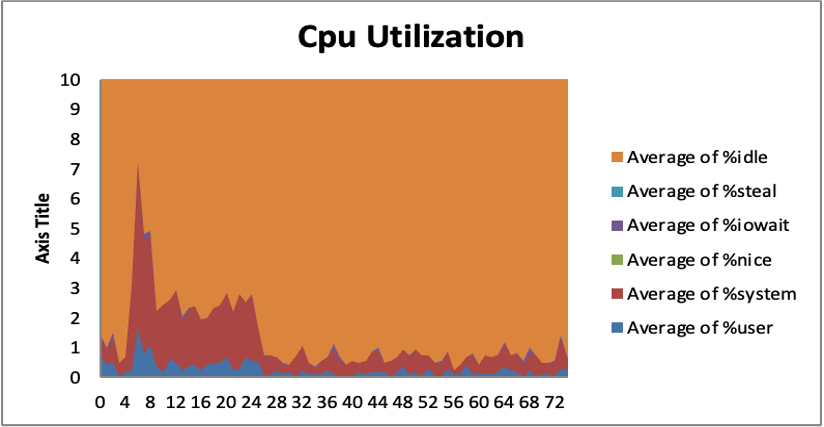 Cpu Utilization
Axis Title
10
9
8
7
6
5
4
3
2
1
0
0 4 8 12 16 20 24 28 32 36 40 44 48 52 56 60 64 68 72
Average of %idle
Average of %steal
Average of %iowait
Average of %nice
Average of %system
Average of %user